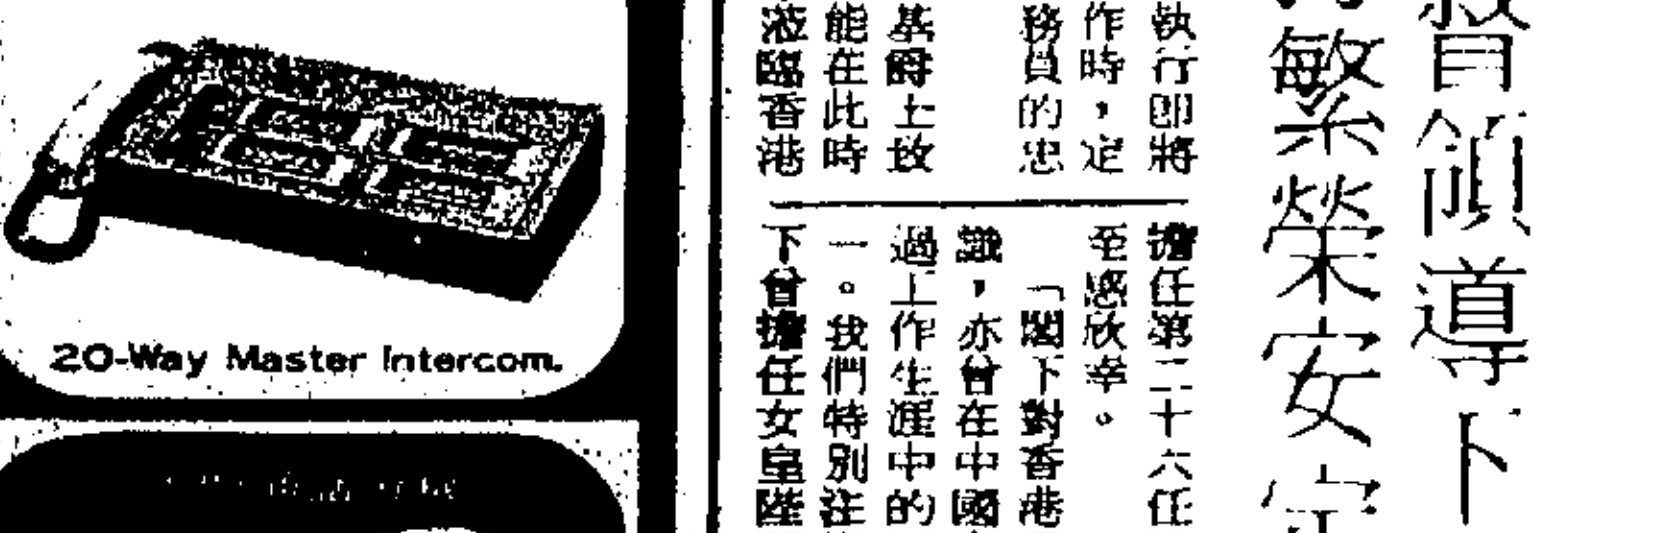 督領導下
繁榮安定
執行即將
作時，定
務員的忠
基爵士致
能在此時
蒞臨香港
擔任第二十六任
至感欣幸。
「閣下對香港
識，亦曾在中國
過工作生涯中的
一。我們特別注
下曾擔任女皇陛
20-Way Master Intercom.